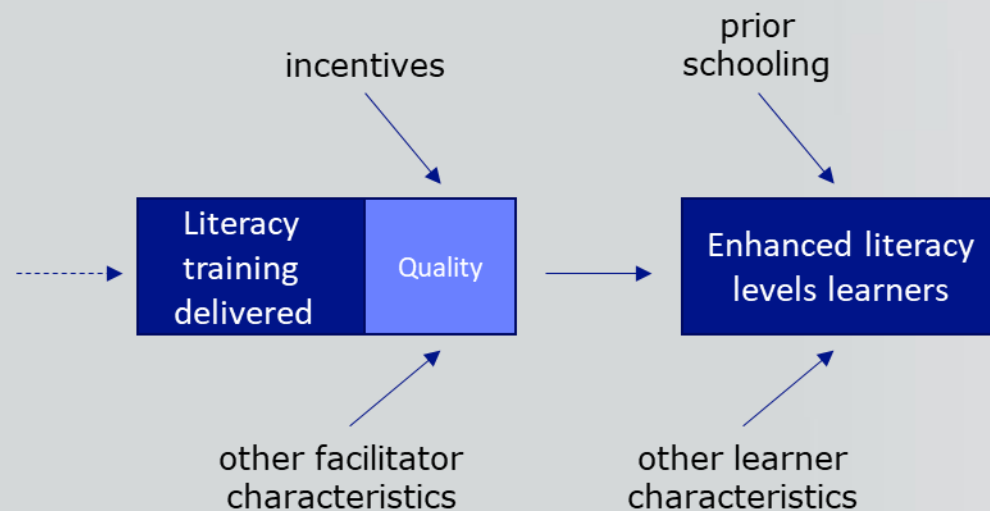 incentives
prior
schooling
Literacy
training
delivered
Quality
Enhanced literacy
levels learners
other facilitator
characteristics
other learner
characteristics